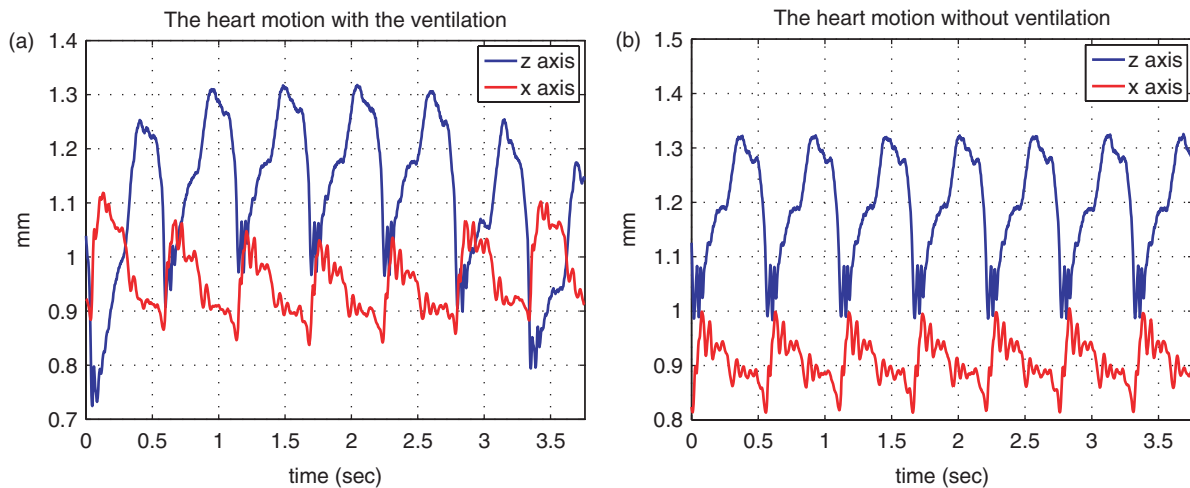 The heart motion with the ventilation
(a)
1.4
1.3
1.2
1.1
1
0.9
0.8
0.7
mm
z axis
x axis
0 0.5 1 1.5 2 2.5 3 3.5
time (sec)
The heart motion without ventilation
(b)
1.5
1.4
1.3
1.2
1.1
1
0.9
0.8
mm
z axis
x axis
0 0.5 1 1.5 2 2.5 3 3.5
time (sec)